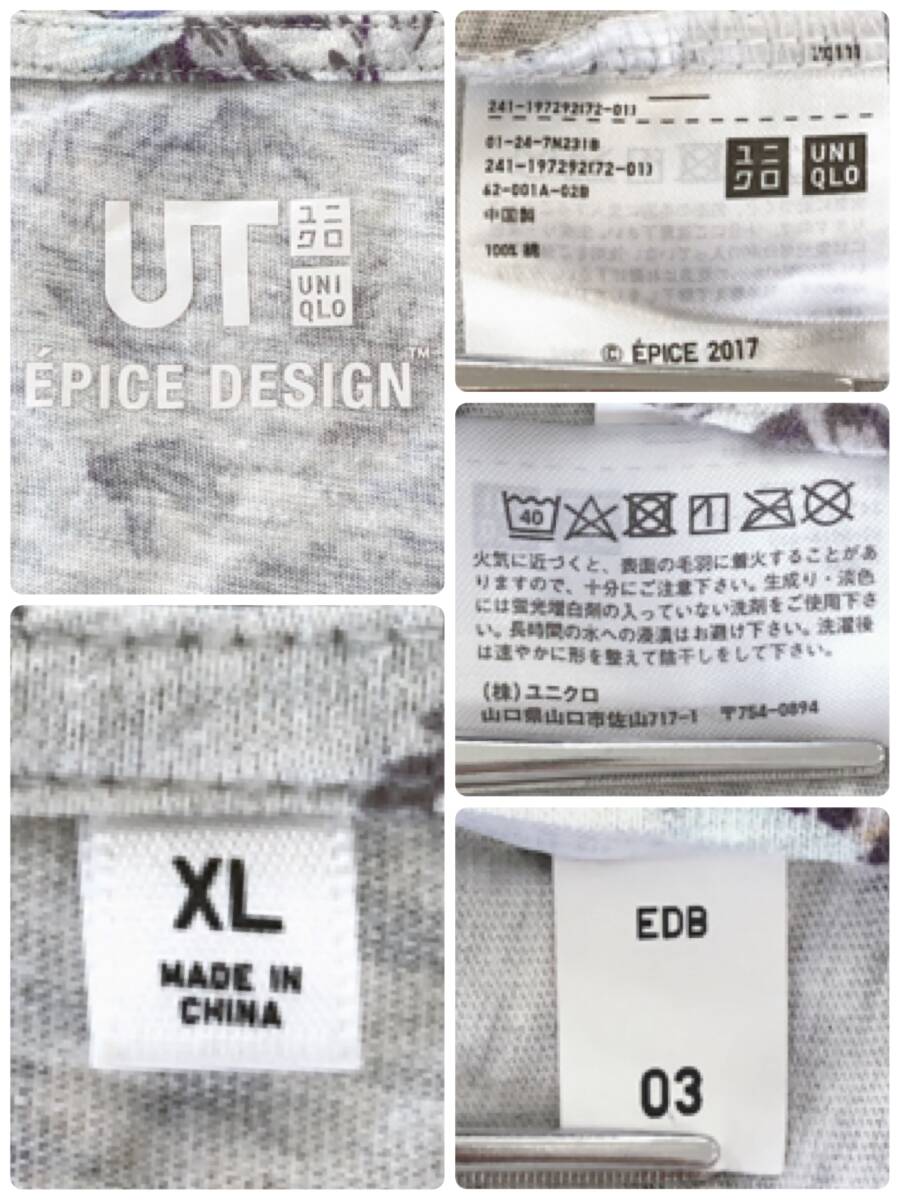 UT
ユニ
クロ
UNI
QLO
ÉPICE DESIGN™
241-197292(72-01)
01-24-7N231B
241-197292(72-01)
62-001A-02B
中国製
100% 綿
ユニ
クロ
UNI
QLO
© ÉPICE 2017
40
火気に近づくと、表面の毛羽に着火することがあ
りますので、十分にご注意下さい。生成り・淡色
には蛍光増白剤の入っていない洗剤をご使用下さ
い。長時間の水への浸漬はお避け下さい。洗濯後
は速やかに形を整えて陰干しをして下さい。
(株)ユニクロ
山口県山口市佐山717-1 〒754-0894
XL
MADE IN
CHINA
EDB
03